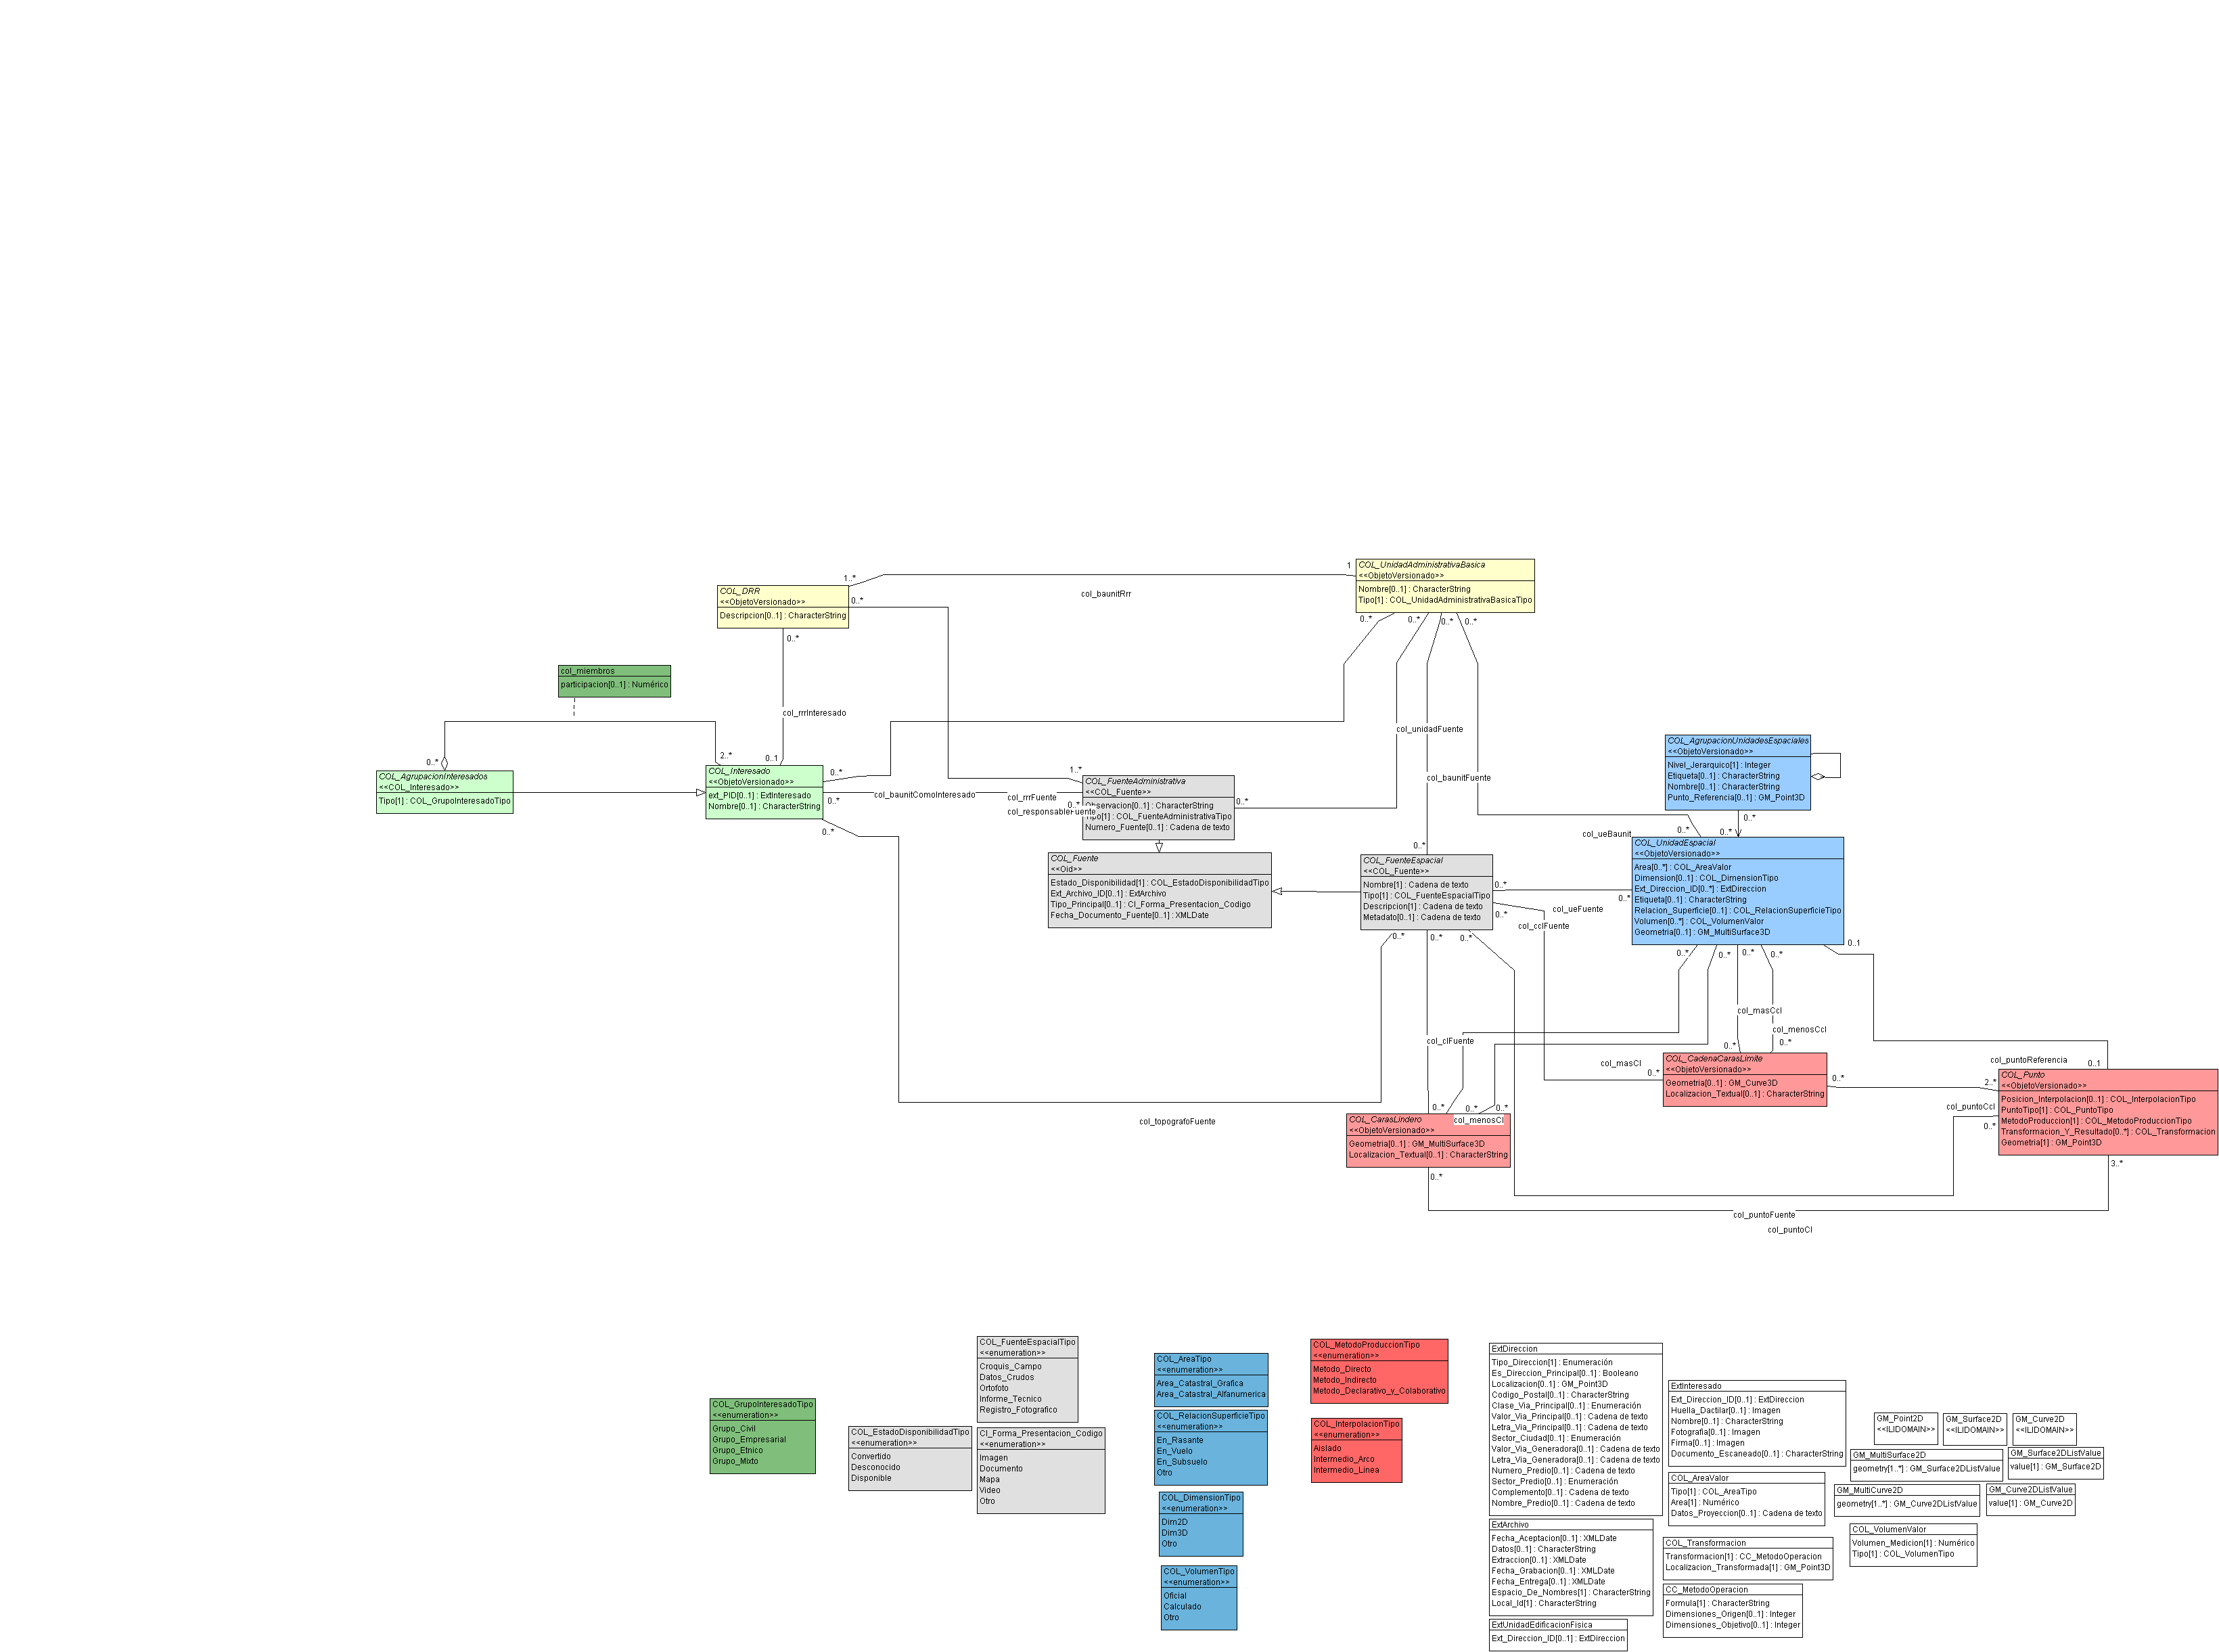 COL_UnidadAdministrativaBasica
<<ObjetoVersionado>>
Nombre[0..1] : CharacterString
Tipo[1] : COL_UnidadAdministrativaBasicaTipo
1
1..*
col_baunitRrr
COL_DRR
<<ObjetoVersionado>>
Descripcion[0..1] : CharacterString
0..*
0..*
0..*
0..*
0..*
0..*
col_miembros
participacion[0..1] : Numérico
col_rrrInteresado
col_unidadFuente
2..*
0..1
0..*
COL_AgrupacionInteresados
<<COL_Interesado>>
Tipo[1] : COL_GrupoInteresadoTipo
COL_Interesado
<<ObjetoVersionado>>
ext_PID[0..1] : ExtInteresado
Nombre[0..1] : CharacterString
0..*
0..*
0..*
col_baunitComoInteresado
col_rrrFuente
col_responsableFuente
1..*
0..*
COL_FuenteAdministrativa
<<COL_Fuente>>
Observacion[0..1] : CharacterString
Tipo[1] : COL_FuenteAdministrativaTipo
Numero_Fuente[0..1] : Cadena de texto
0..*
col_baunitFuente
COL_AgrupacionUnidadesEspaciales
<<ObjetoVersionado>>
Nivel_Jerarquico[1] : Integer
Etiqueta[0..1] : CharacterString
Nombre[0..1] : CharacterString
Punto_Referencia[0..1] : GM_Point3D
0..*
0..*
0..*
col_ueBaunit
0..*
COL_Fuente
<<Oid>>
Estado_Disponibilidad[1] : COL_EstadoDisponibilidadTipo
Ext_Archivo_ID[0..1] : ExtArchivo
Tipo_Principal[0..1] : CI_Forma_Presentacion_Codigo
Fecha_Documento_Fuente[0..1] : XMLDate
COL_FuenteEspacial
<<COL_Fuente>>
Nombre[1] : Cadena de texto
Tipo[1] : COL_FuenteEspacialTipo
Descripcion[1] : Cadena de texto
Metadato[0..1] : Cadena de texto
COL_UnidadEspacial
<<ObjetoVersionado>>
Area[0..*] : COL_AreaValor
Dimension[0..1] : COL_DimensionTipo
Ext_Direccion_ID[0..*] : ExtDireccion
Etiqueta[0..1] : CharacterString
Relacion_Superficie[0..1] : COL_RelacionSuperficieTipo
Volumen[0..*] : COL_VolumenValor
Geometria[0..1] : GM_MultiSurface3D
0..*
0..*
col_ueFuente
0..*
col_cclFuente
0..*
0..*
0..*
0..1
0..*
0..*
0..*
0..*
col_masCcl
col_menosCcl
col_clFuente
0..*
0..*
col_puntoReferencia
0..1
col_masCl
0..*
COL_CadenaCarasLimite
<<ObjetoVersionado>>
Geometria[0..1] : GM_Curve3D
Localizacion_Textual[0..1] : CharacterString
0..*
2..*
col_puntoCcl
0..*
COL_Punto
<<ObjetoVersionado>>
Posicion_Interpolacion[0..1] : COL_InterpolacionTipo
PuntoTipo[1] : COL_PuntoTipo
MetodoProduccion[1] : COL_MetodoProduccionTipo
Transformacion_Y_Resultado[0..*] : COL_Transformacion
Geometria[1] : GM_Point3D
col_topografoFuente
0..*
0..*
0..*
col_menosCl
COL_CarasLindero
<<ObjetoVersionado>>
Geometria[0..1] : GM_MultiSurface3D
Localizacion_Textual[0..1] : CharacterString
0..*
3..*
col_puntoFuente
col_puntoCl
COL_GrupoInteresadoTipo
<<enumeration>>
Grupo_Civil
Grupo_Empresarial
Grupo_Etnico
Grupo_Mixto
COL_EstadoDisponibilidadTipo
<<enumeration>>
Convertido
Desconocido
Disponible
COL_FuenteEspacialTipo
<<enumeration>>
Croquis_Campo
Datos_Crudos
Ortofoto
Informe_Tecnico
Registro_Fotografico
CI_Forma_Presentacion_Codigo
<<enumeration>>
Imagen
Documento
Mapa
Video
Otro
COL_AreaTipo
<<enumeration>>
Area_Catastral_Grafica
Area_Catastral_Alfanumerica
COL_RelacionSuperficieTipo
<<enumeration>>
En_Rasante
En_Vuelo
En_Subsuelo
Otro
COL_DimensionTipo
<<enumeration>>
Dim2D
Dim3D
Otro
COL_VolumenTipo
<<enumeration>>
Oficial
Calculado
Otro
COL_MetodoProduccionTipo
<<enumeration>>
Metodo_Directo
Metodo_Indirecto
Metodo_Declarativo_y_Colaborativo
COL_InterpolacionTipo
<<enumeration>>
Aislado
Intermedio_Arco
Intermedio_Linea
ExtDireccion
Tipo_Direccion[1] : Enumeración
Es_Direccion_Principal[0..1] : Booleano
Localizacion[0..1] : GM_Point3D
Codigo_Postal[0..1] : CharacterString
Clase_Via_Principal[0..1] : Enumeración
Valor_Via_Principal[0..1] : Cadena de texto
Letra_Via_Principal[0..1] : Cadena de texto
Sector_Ciudad[0..1] : Enumeración
Valor_Via_Generadora[0..1] : Cadena de texto
Letra_Via_Generadora[0..1] : Cadena de texto
Numero_Predio[0..1] : Cadena de texto
Sector_Predio[0..1] : Enumeración
Complemento[0..1] : Cadena de texto
Nombre_Predio[0..1] : Cadena de texto
ExtArchivo
Fecha_Aceptacion[0..1] : XMLDate
Datos[0..1] : CharacterString
Extraccion[0..1] : XMLDate
Fecha_Grabacion[0..1] : XMLDate
Fecha_Entrega[0..1] : XMLDate
Espacio_De_Nombres[1] : CharacterString
Local_Id[1] : CharacterString
ExtUnidadEdificacionFisica
Ext_Direccion_ID[0..1] : ExtDireccion
ExtInteresado
Ext_Direccion_ID[0..1] : ExtDireccion
Huella_Dactilar[0..1] : Imagen
Nombre[0..1] : CharacterString
Fotografia[0..1] : Imagen
Firma[0..1] : Imagen
Documento_Escaneado[0..1] : CharacterString
COL_AreaValor
Tipo[1] : COL_AreaTipo
Area[1] : Numérico
Datos_Proyeccion[0..1] : Cadena de texto
COL_Transformacion
Transformacion[1] : CC_MetodoOperacion
Localizacion_Transformada[1] : GM_Point3D
CC_MetodoOperacion
Formula[1] : CharacterString
Dimensiones_Origen[0..1] : Integer
Dimensiones_Objetivo[0..1] : Integer
GM_Point2D
<<ILIDOMAIN>>
GM_Surface2D
<<ILIDOMAIN>>
GM_Curve2D
<<ILIDOMAIN>>
GM_MultiSurface2D
geometry[1..*] : GM_Surface2DListValue
GM_Surface2DListValue
value[1] : GM_Surface2D
GM_MultiCurve2D
geometry[1..*] : GM_Curve2DListValue
GM_Curve2DListValue
value[1] : GM_Curve2D
COL_VolumenValor
Volumen_Medicion[1] : Numérico
Tipo[1] : COL_VolumenTipo